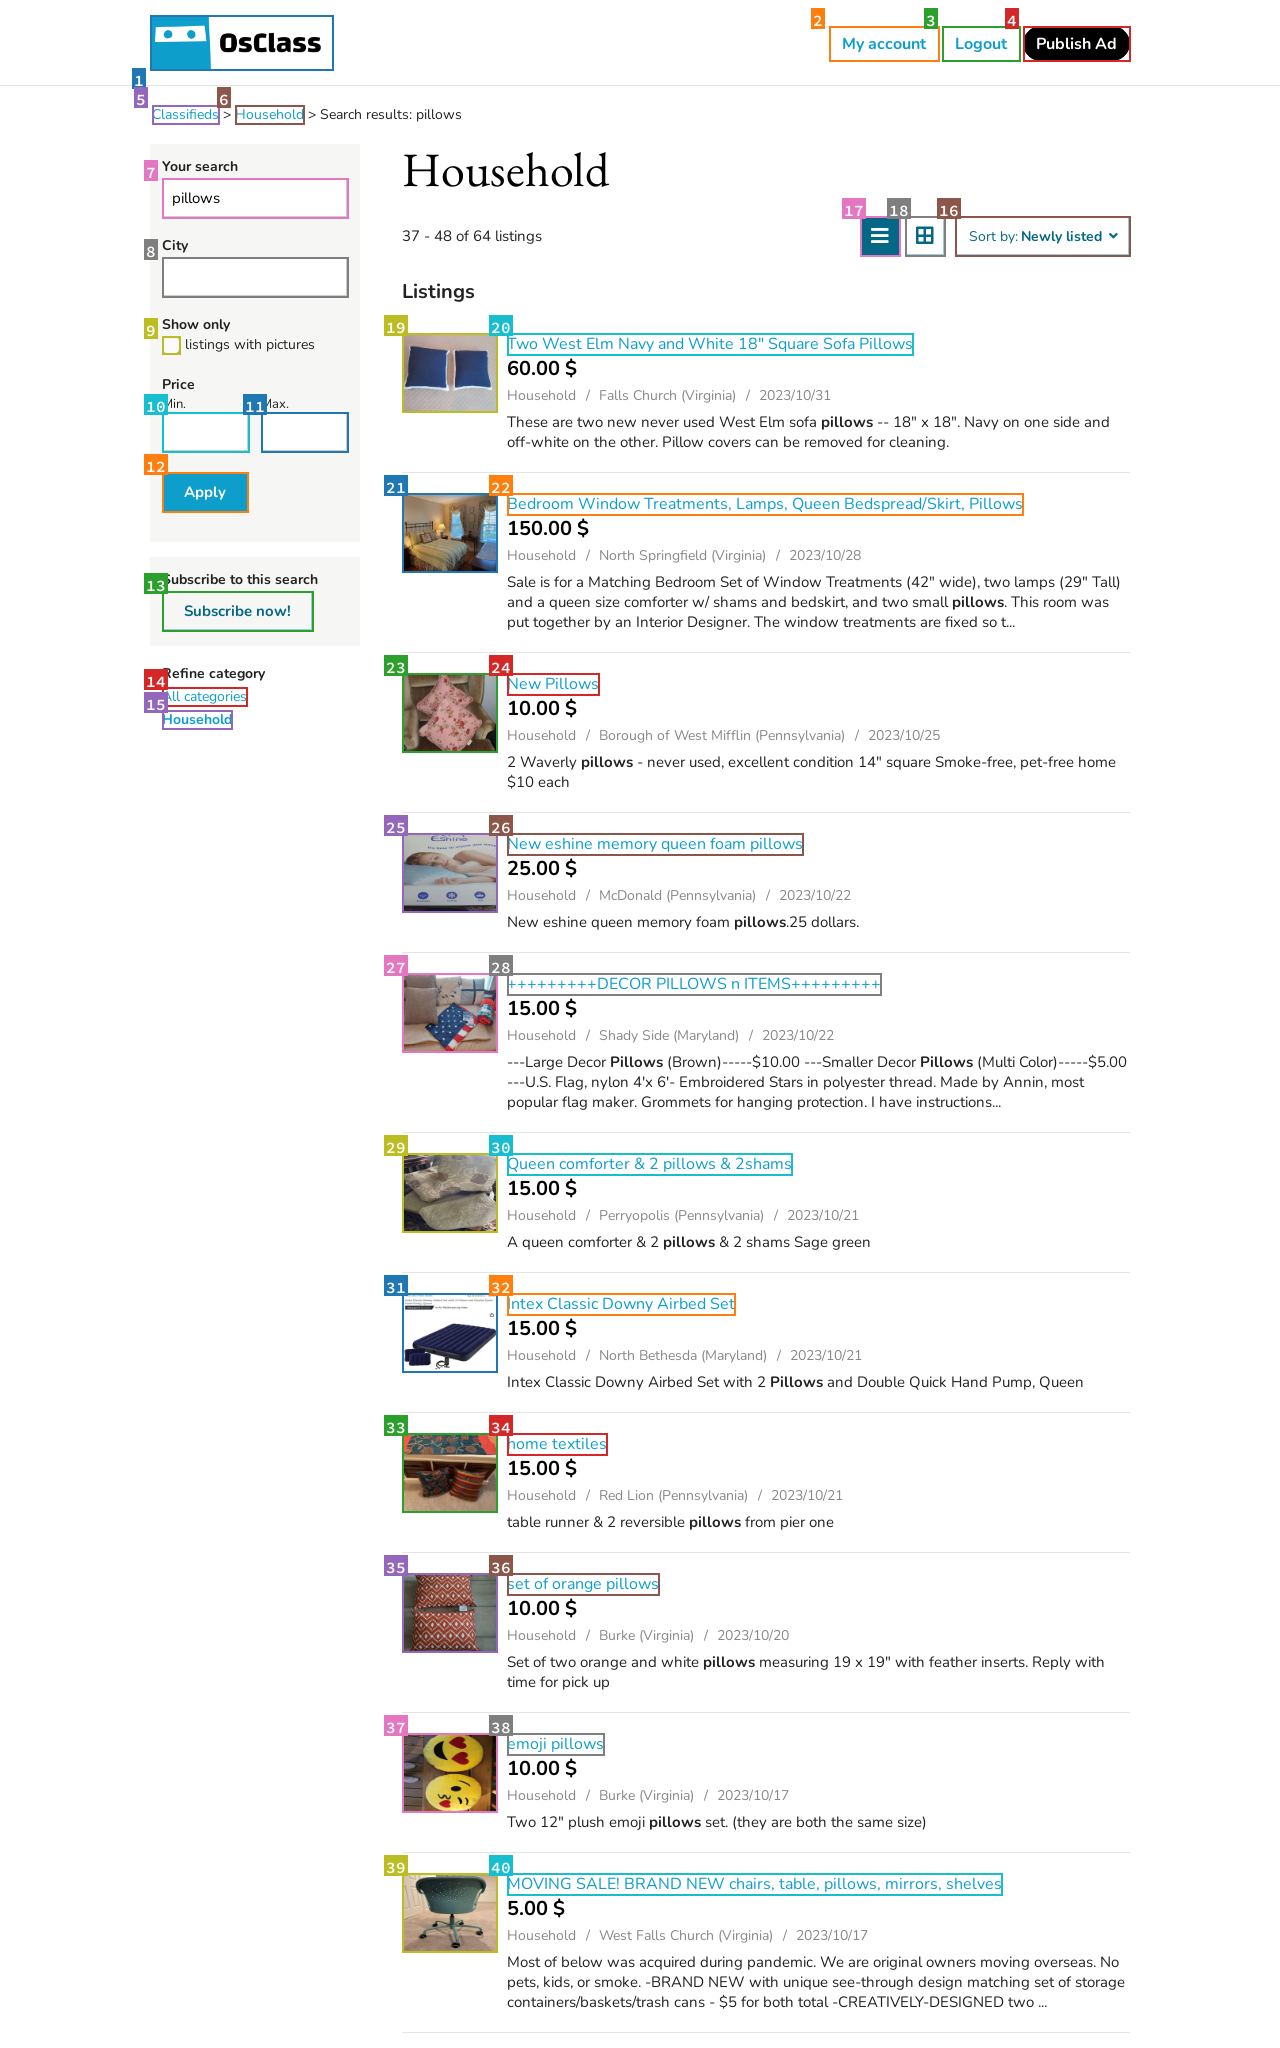 OsClass
1
2
My account
3
Logout
4
Publish Ad
5
6
Classifieds > Household > Search results: pillows
7
Your search
pillows
8
City
9
Show only
listings with pictures
Price
10 Min.
11 Max.
12
Apply
13
Subscribe to this search
Subscribe now!
Refine category
14
All categories
15
Household
Household
37 - 48 of 64 listings
17
18
16
Sort by: Newly listed
Listings
19
20
Two West Elm Navy and White 18" Square Sofa Pillows
60.00 $
Household / Falls Church (Virginia) / 2023/10/31
These are two new never used West Elm sofa pillows -- 18" x 18". Navy on one side and
off-white on the other. Pillow covers can be removed for cleaning.
21
22
Bedroom Window Treatments, Lamps, Queen Bedspread/Skirt, Pillows
150.00 $
Household / North Springfield (Virginia) / 2023/10/28
Sale is for a Matching Bedroom Set of Window Treatments (42" wide), two lamps (29" Tall)
and a queen size comforter w/ shams and bedskirt, and two small pillows. This room was
put together by an Interior Designer. The window treatments are fixed so t...
23
24
New Pillows
10.00 $
Household / Borough of West Mifflin (Pennsylvania) / 2023/10/25
2 Waverly pillows - never used, excellent condition 14" square Smoke-free, pet-free home
$10 each
25
26
Eshine
New eshine memory queen foam pillows
25.00 $
Household / McDonald (Pennsylvania) / 2023/10/22
New eshine queen memory foam pillows.25 dollars.
27
28
+++++++++DECOR PILLOWS n ITEMS+++++++++
15.00 $
Household / Shady Side (Maryland) / 2023/10/22
---Large Decor Pillows (Brown)-----$10.00 ---Smaller Decor Pillows (Multi Color)-----$5.00
---U.S. Flag, nylon 4'x 6'- Embroidered Stars in polyester thread. Made by Annin, most
popular flag maker. Grommets for hanging protection. I have instructions...
29
30
Queen comforter & 2 pillows & 2shams
15.00 $
Household / Perryopolis (Pennsylvania) / 2023/10/21
A queen comforter & 2 pillows & 2 shams Sage green
31
32
Intex Classic Downy Airbed Set
15.00 $
Household / North Bethesda (Maryland) / 2023/10/21
Intex Classic Downy Airbed Set with 2 Pillows and Double Quick Hand Pump, Queen
33
34
home textiles
15.00 $
Household / Red Lion (Pennsylvania) / 2023/10/21
table runner & 2 reversible pillows from pier one
35
36
set of orange pillows
10.00 $
Household / Burke (Virginia) / 2023/10/20
Set of two orange and white pillows measuring 19 x 19" with feather inserts. Reply with
time for pick up
37
38
emoji pillows
10.00 $
Household / Burke (Virginia) / 2023/10/17
Two 12" plush emoji pillows set. (they are both the same size)
39
40
MOVING SALE! BRAND NEW chairs, table, pillows, mirrors, shelves
5.00 $
Household / West Falls Church (Virginia) / 2023/10/17
Most of below was acquired during pandemic. We are original owners moving overseas. No
pets, kids, or smoke. -BRAND NEW with unique see-through design matching set of storage
containers/baskets/trash cans - $5 for both total -CREATIVELY-DESIGNED two ...